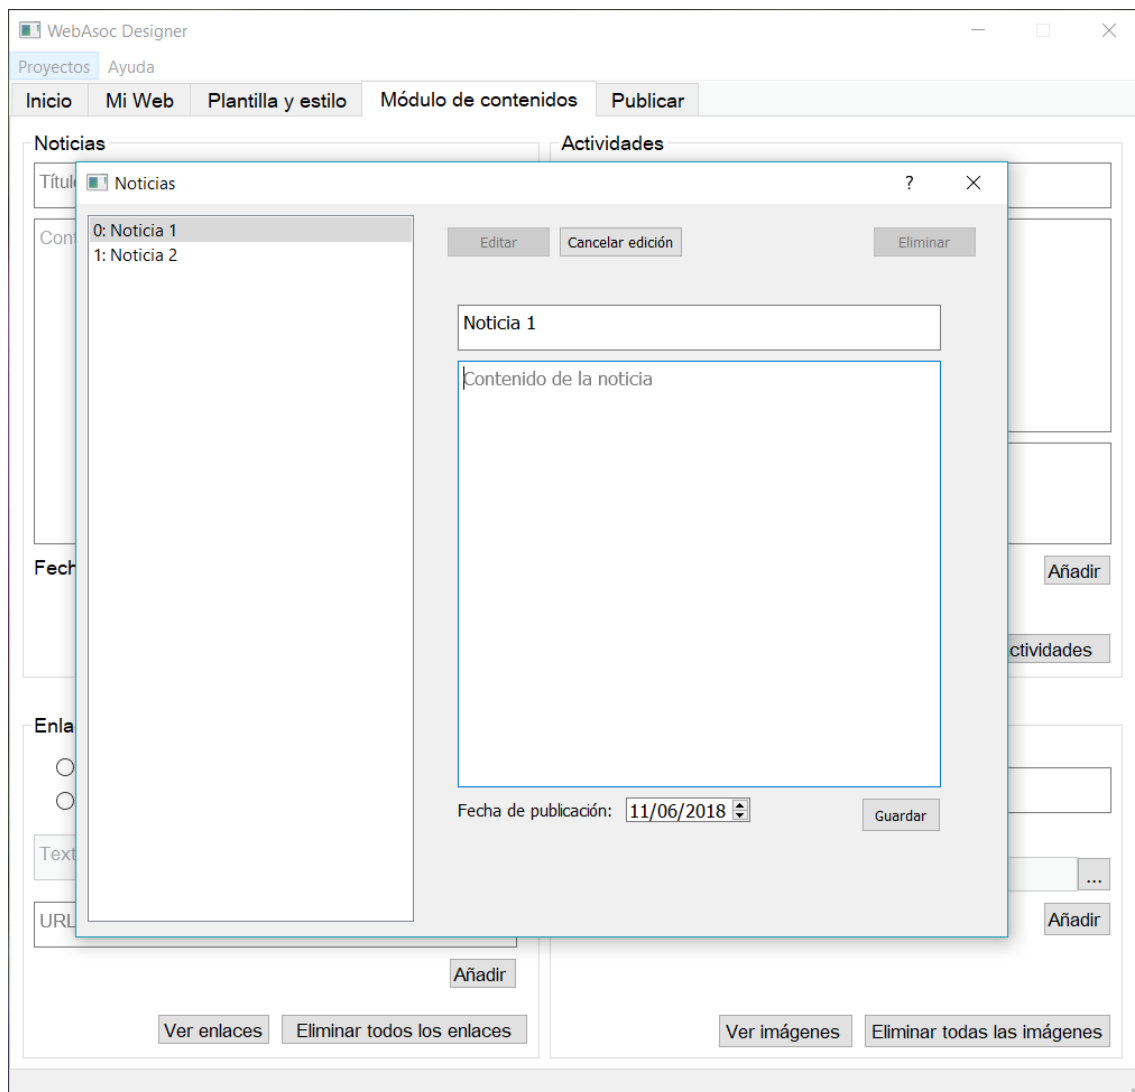 WebAsoc Designer
Proyectos Ayuda
Inicio Mi Web Plantilla y estilo Módulo de contenidos Publicar
Noticias Actividades
Noticias ?
0: Noticia 1
1: Noticia 2
Editar Cancelar edición Eliminar
Noticia 1
Contenido de la noticia
Añadir
Fecha de publicación: 11/06/2018 Guardar
URL ...
Añadir
Añadir
Ver enlaces Eliminar todos los enlaces Ver imágenes Eliminar todas las imágenes